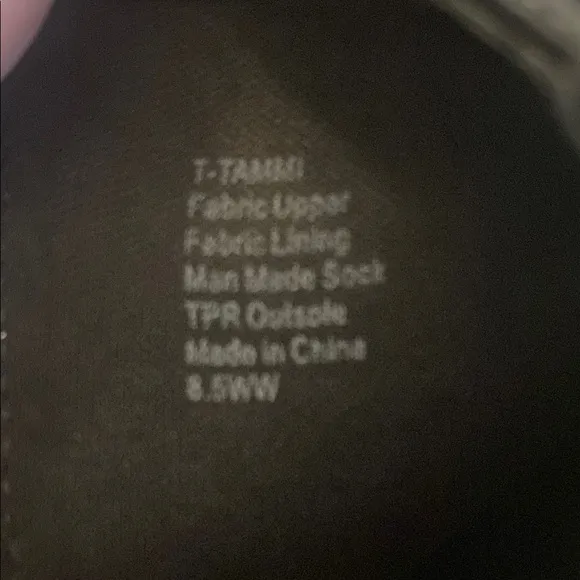 T-TAMMI
Fabric Upper
Fabric Lining
Man Made Sock
TPR Outsole
Made in China
8.5WW